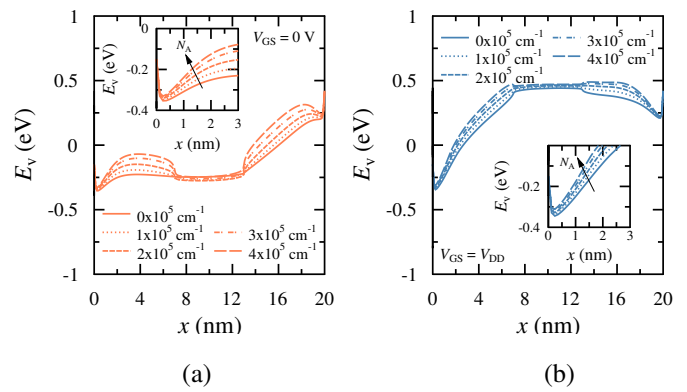 1
0.5
0
-0.5
-1
E_v (eV)
0
-0.2
-0.4
E_v (eV)
N_A
0 1 2 3
x (nm)
V_GS = 0 V
0x10^5 cm^-1
1x10^5 cm^-1
2x10^5 cm^-1
3x10^5 cm^-1
4x10^5 cm^-1
0 4 8 12 16 20
x (nm)
(a)
1
0.5
0
-0.5
-1
E_v (eV)
0x10^5 cm^-1
1x10^5 cm^-1
2x10^5 cm^-1
3x10^5 cm^-1
4x10^5 cm^-1
-0.2
-0.4
E_v (eV)
N_A
0 1 2 3
x (nm)
V_GS = V_DD
0 4 8 12 16 20
x (nm)
(b)